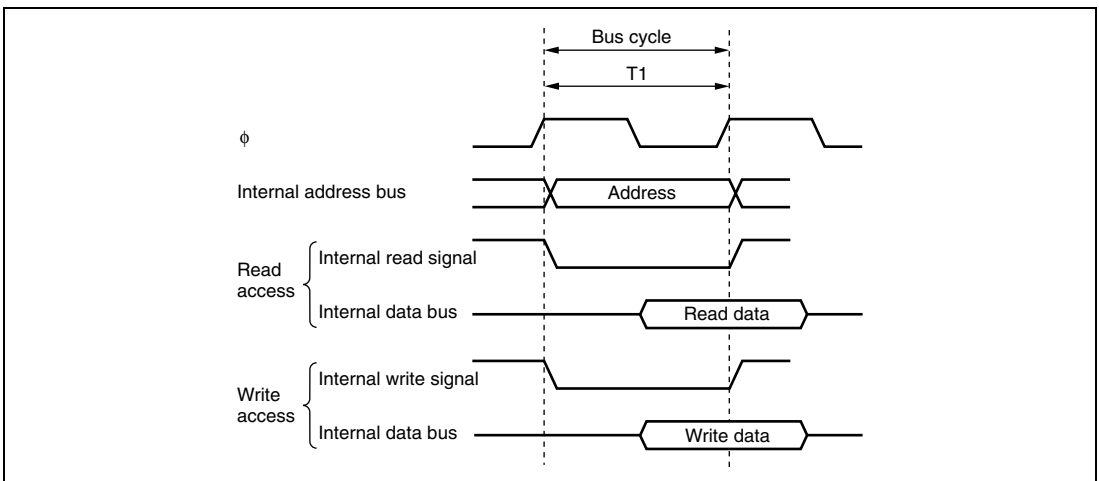 Bus cycle
T1
ϕ
Internal address bus
Address
Read
access
Internal read signal
Internal data bus
Read data
Write
access
Internal write signal
Internal data bus
Write data